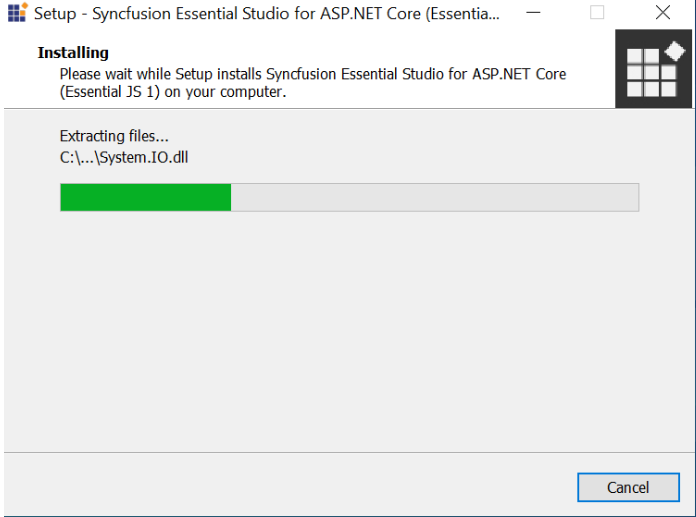 Setup - Syncfusion Essential Studio for ASP.NET Core (Essentia...
Installing
Please wait while Setup installs Syncfusion Essential Studio for ASP.NET Core
(Essential JS 1) on your computer.
Extracting files...
C:\...\System.IO.dll
Cancel